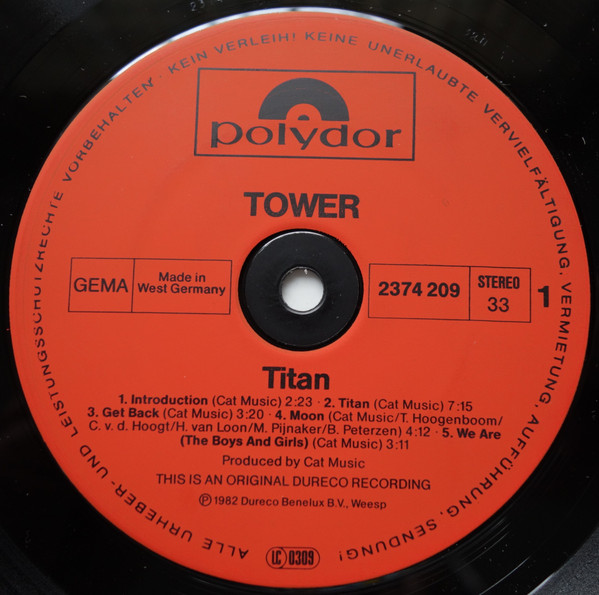 ALLE URHEBER- UND LEISTUNGSSCHUTZRECHTE VORBEHALTEN · KEIN VERLEIH! KEINE UNERLAUBTE VERVIELFÄLTIGUNG, VERMIETUNG, AUFFÜHRUNG, SENDUNG!
polydor
TOWER
GEMA
Made in
West Germany
2374 209
STEREO
33
1
Titan
1. Introduction (Cat Music) 2:23 · 2. Titan (Cat Music) 7:15
3. Get Back (Cat Music) 3:20 · 4. Moon (Cat Music/T. Hoogenboom/
C. v. d. Hoogt/H. van Loon/M. Pijnaker/B. Peterzen) 4:12 · 5. We Are
(The Boys And Girls) (Cat Music) 3:11
Produced by Cat Music
THIS IS AN ORIGINAL DURECO RECORDING
Ⓟ 1982 Dureco Benelux B.V., Weesp
LC 0309